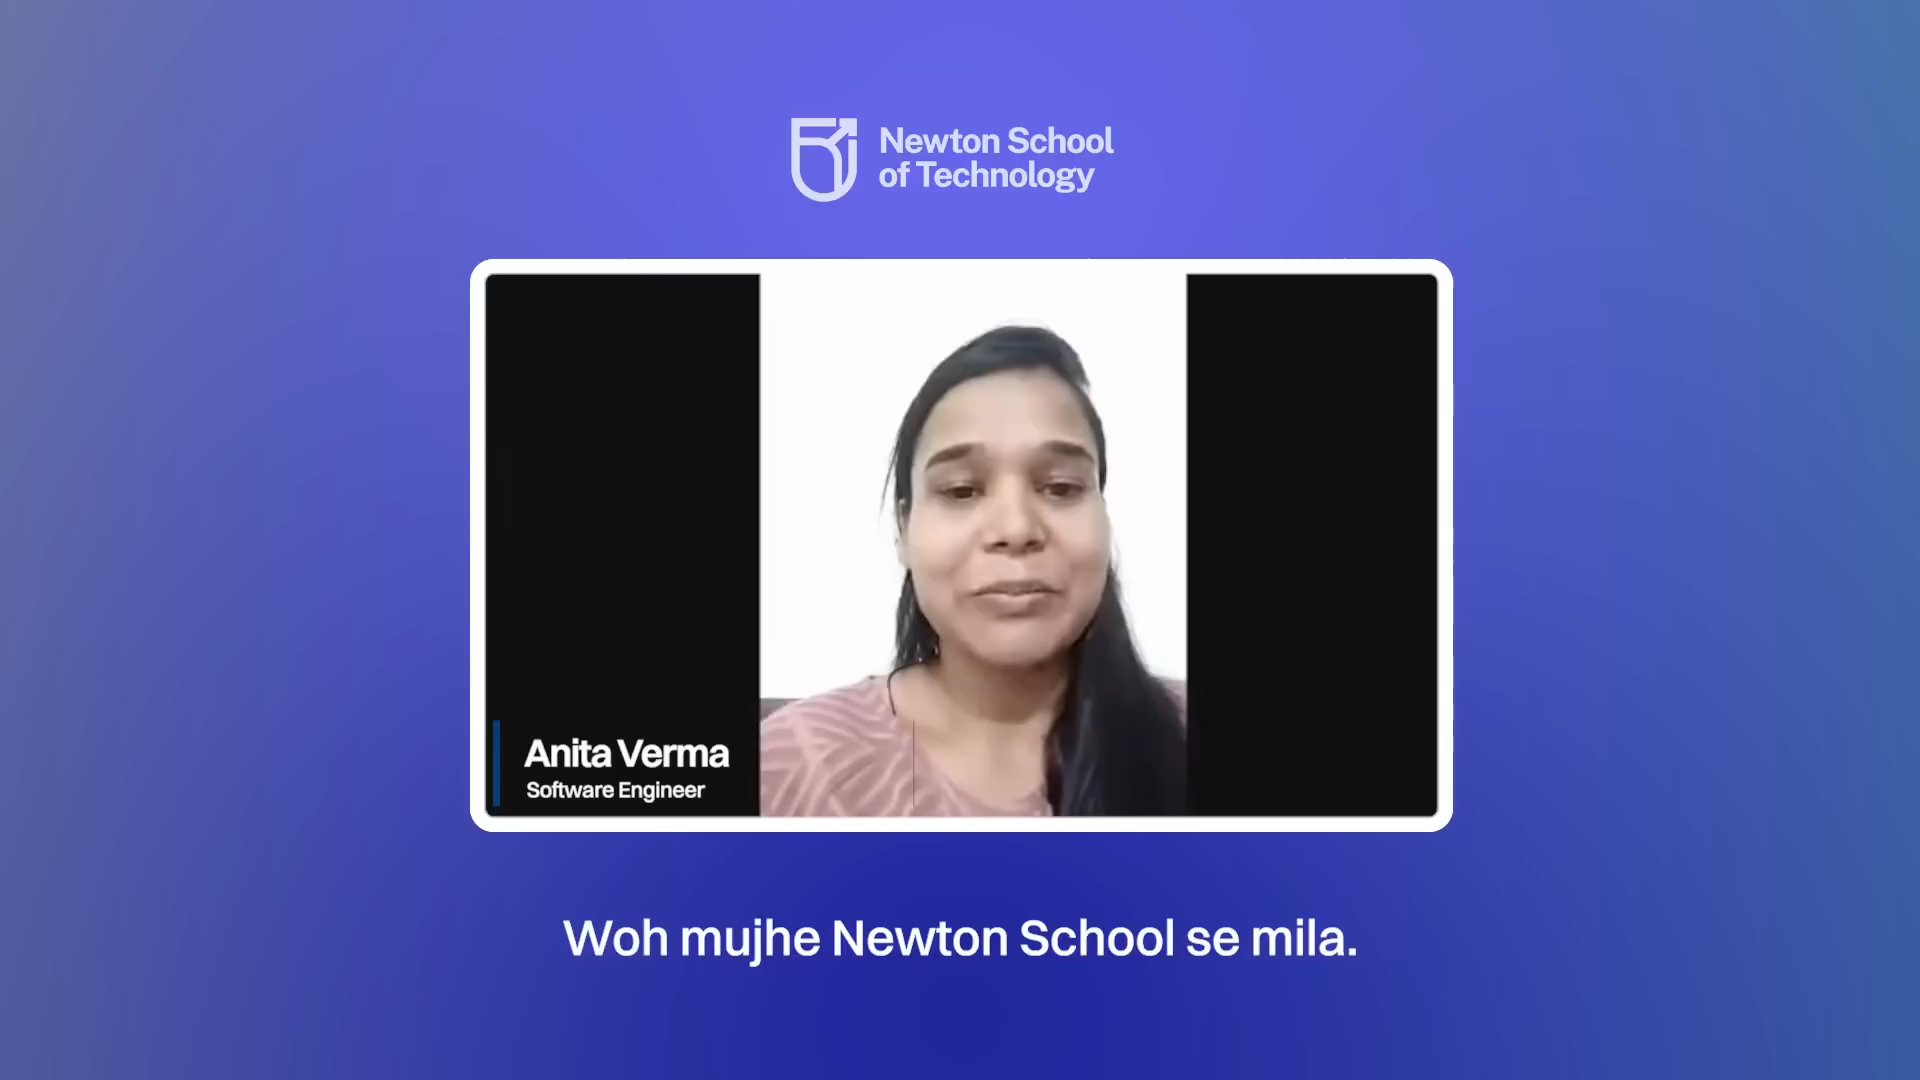 Newton School
of Technology
Anita Verma
Software Engineer
Woh mujhe Newton School se mila.